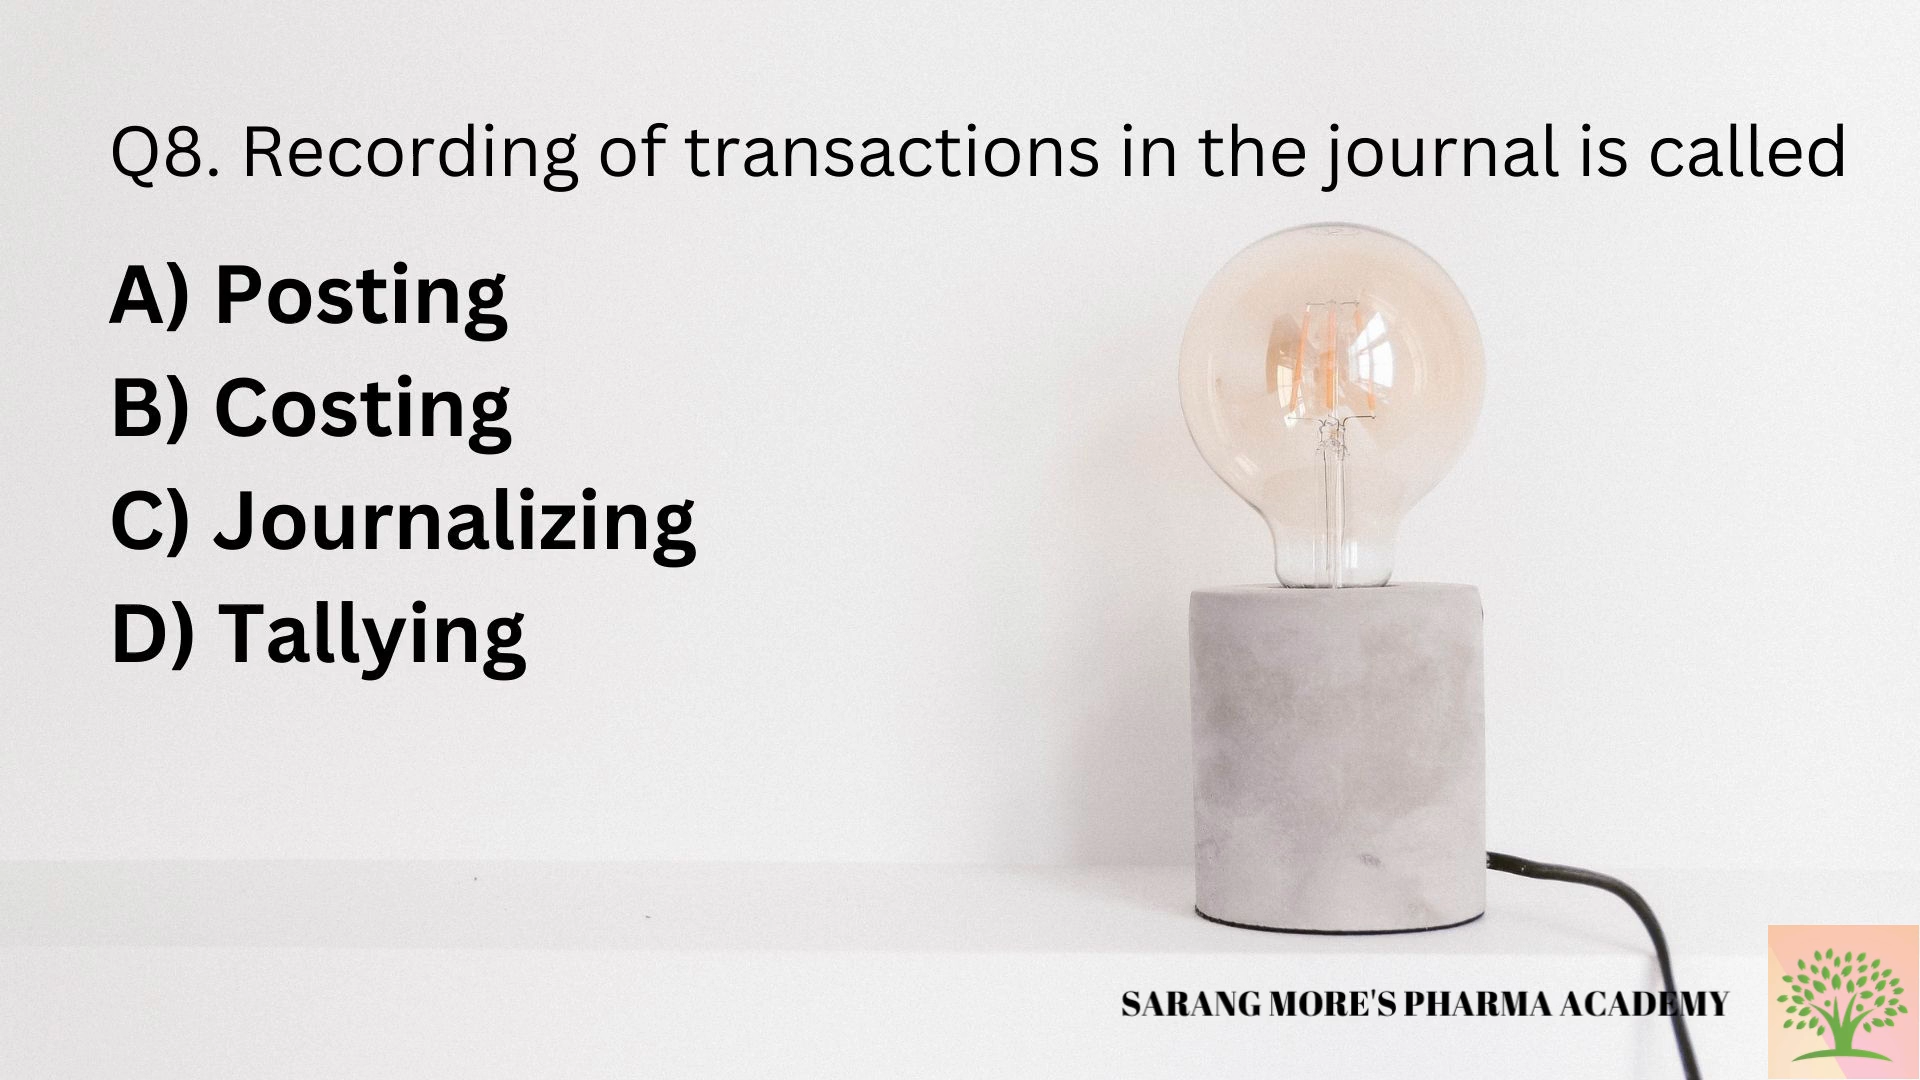 Q8. Recording of transactions in the journal is called
A) Posting
B) Costing
C) Journalizing
D) Tallying
SARANG MORE'S PHARMA ACADEMY